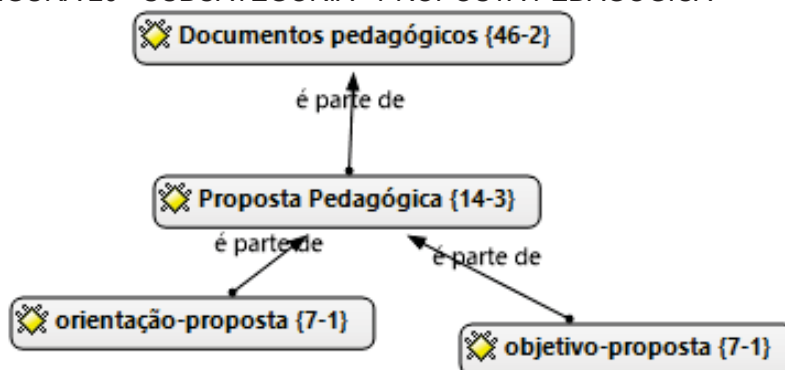 Documentos pedagógicos {46-2}
é parte de
Proposta Pedagógica {14-3}
é parte de
é parte de
orientação-proposta {7-1}
objetivo-proposta {7-1}